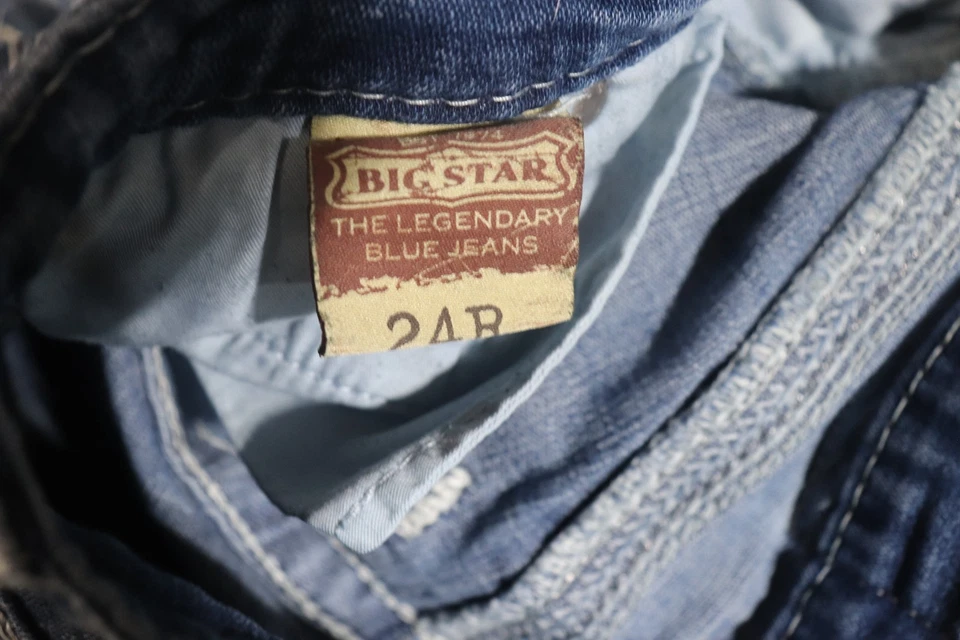 BIG STAR
THE LEGENDARY
BLUE JEANS
24R